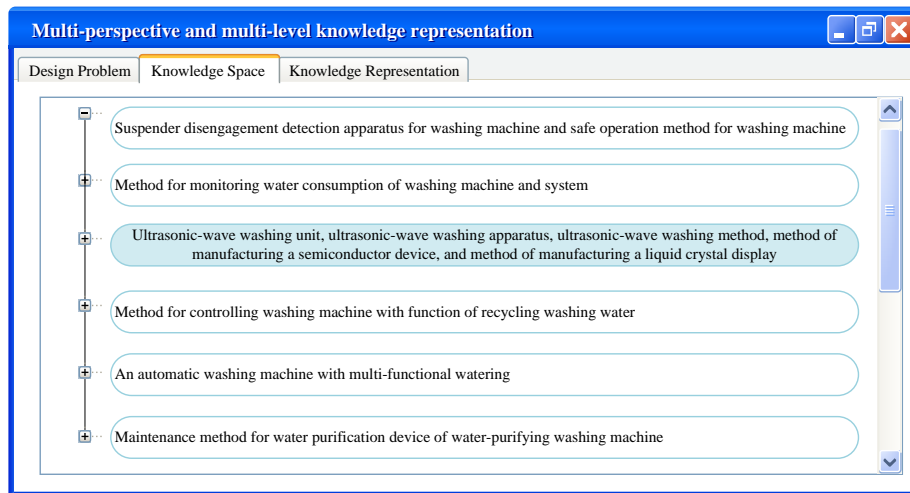 Multi-perspective and multi-level knowledge representation
Design Problem
Knowledge Space
Knowledge Representation
Suspender disengagement detection apparatus for washing machine and safe operation method for washing machine
Method for monitoring water consumption of washing machine and system
Ultrasonic-wave washing unit, ultrasonic-wave washing apparatus, ultrasonic-wave washing method, method of
manufacturing a semiconductor device, and method of manufacturing a liquid crystal display
Method for controlling washing machine with function of recycling washing water
An automatic washing machine with multi-functional watering
Maintenance method for water purification device of water-purifying washing machine